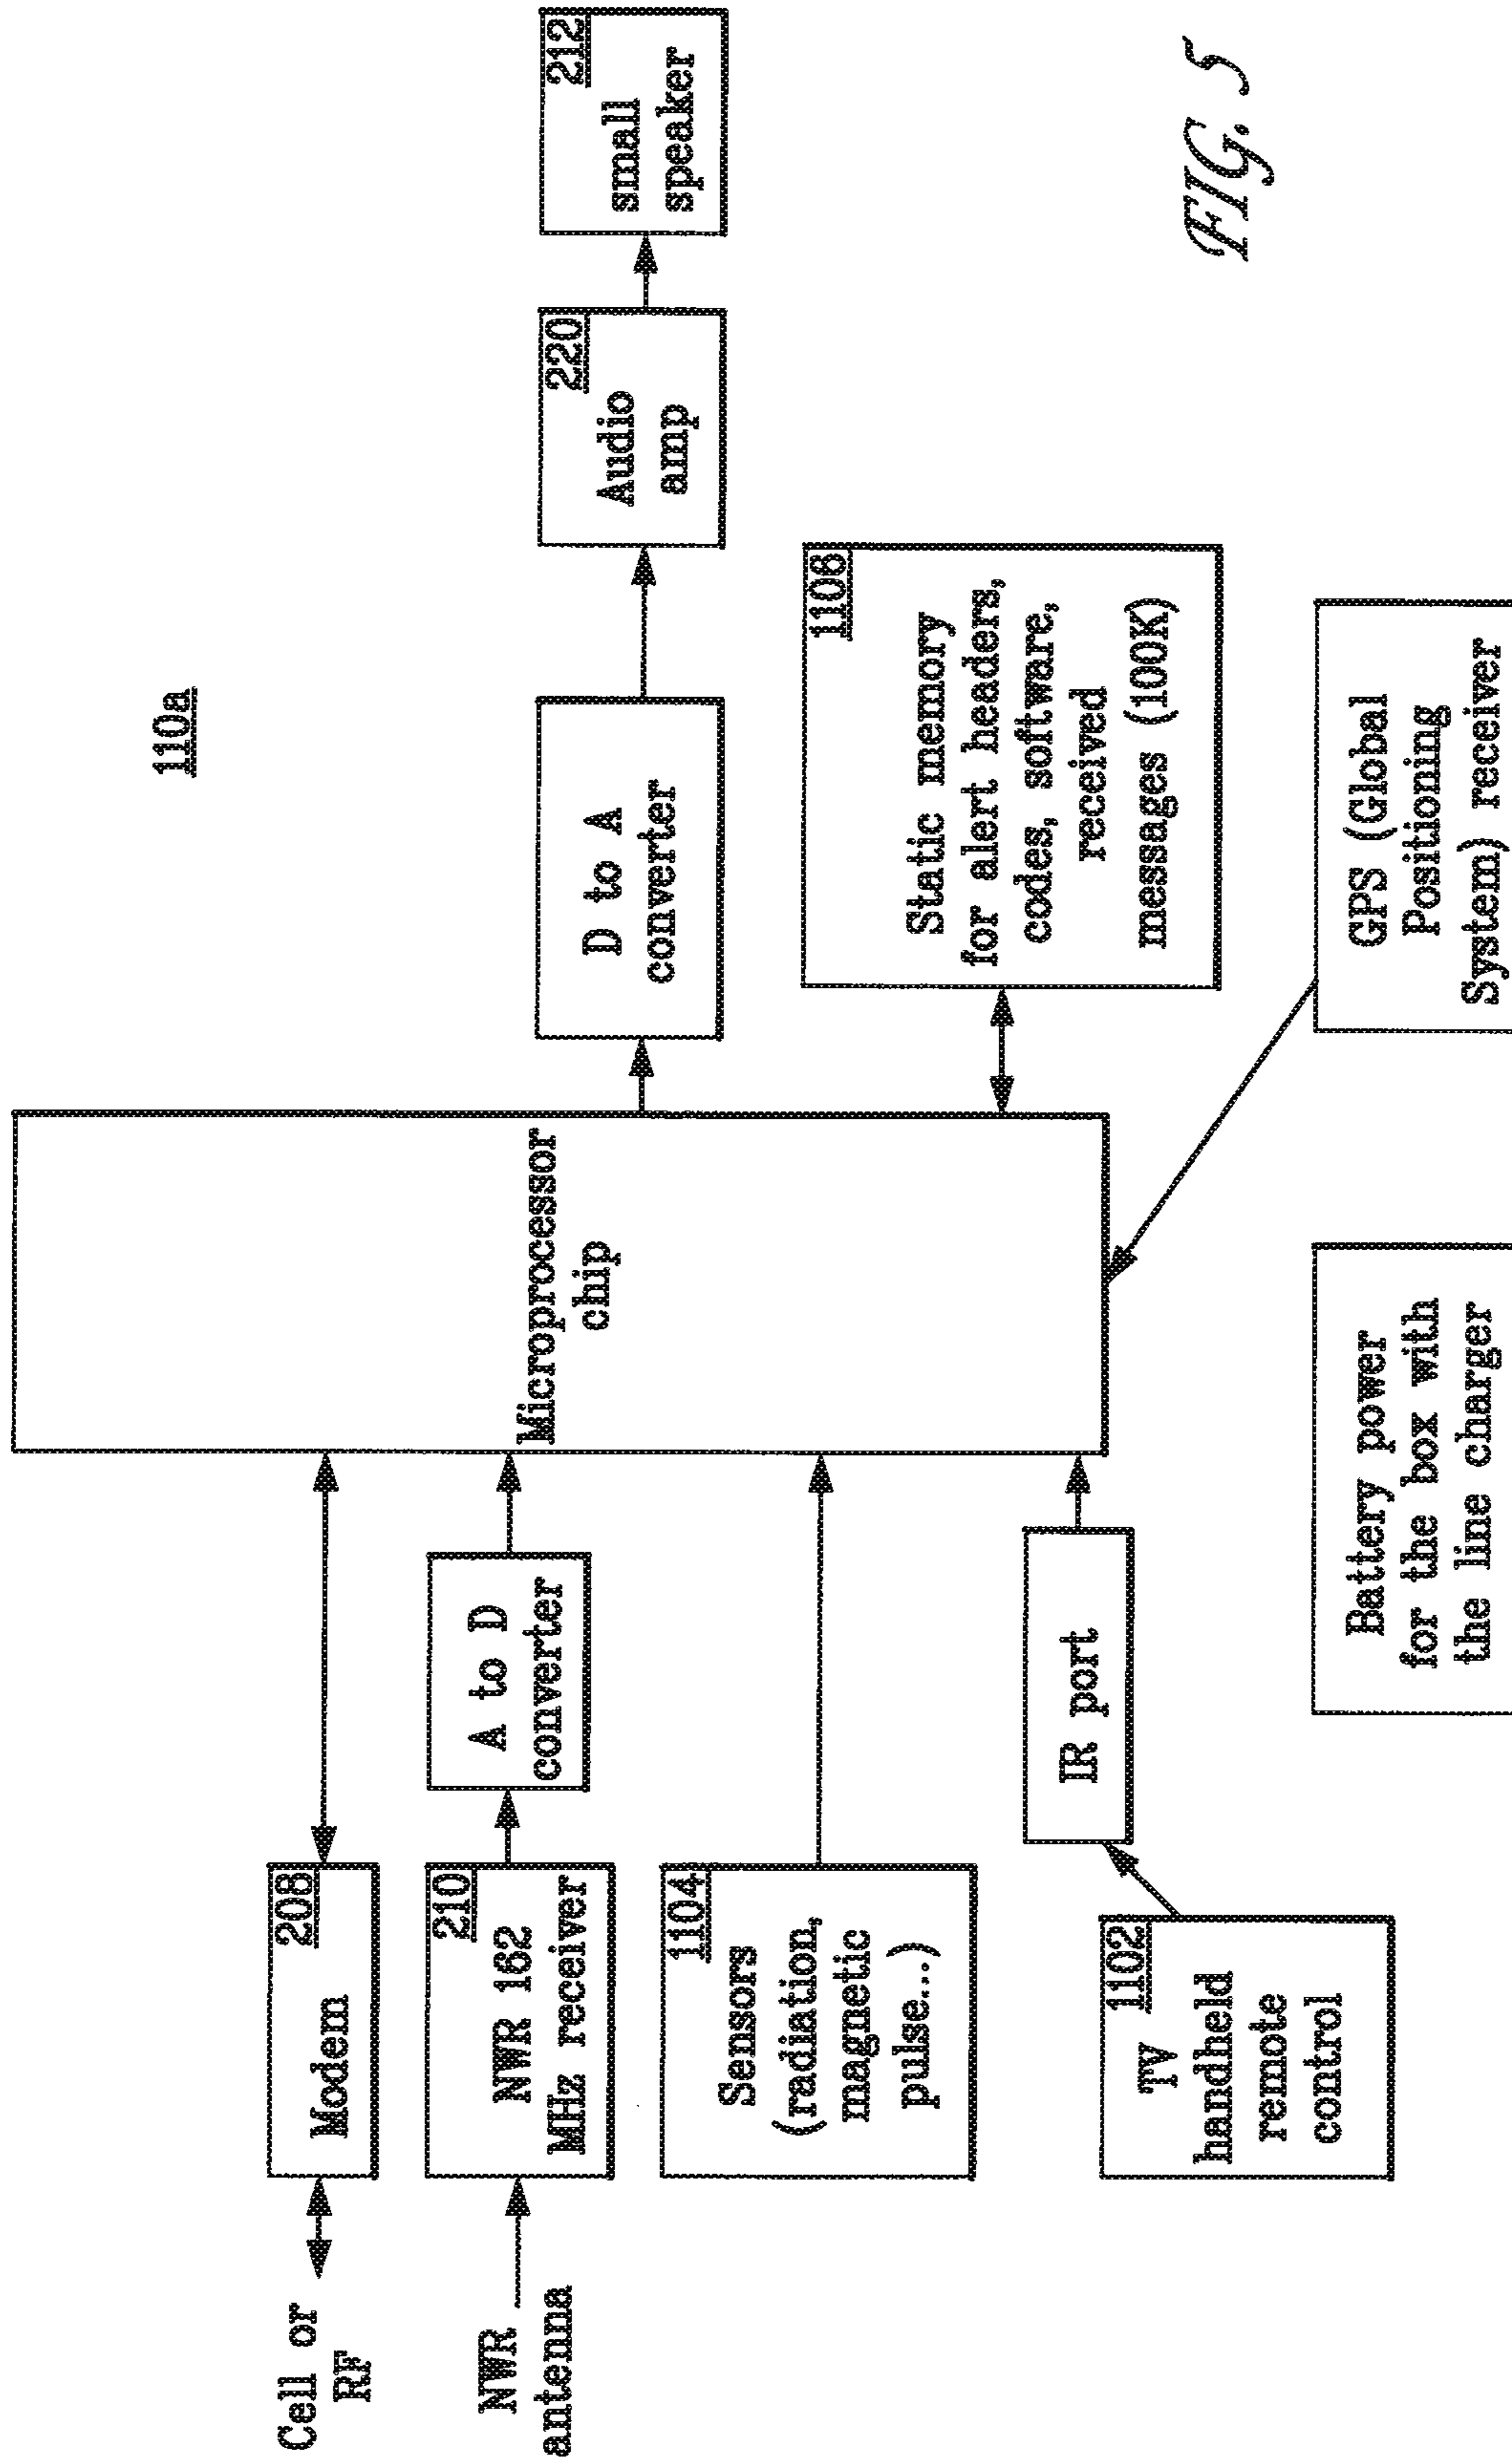 110a
Cell or
RF
208
Modem
NWR
antenna
210
NWR 162
MHz receiver
A to D
converter
1104
Sensors
(radiation,
magnetic
pulse...)
1102
TV
handheld
remote
control
IR port
Microprocessor
chip
D to A
converter
220
Audio
amp
212
small
speaker
1106
Static memory
for alert headers,
codes, software,
received
messages (100K)
Battery power
for the box with
the line charger
GPS (Global
Positioning
System) receiver
FIG. 5